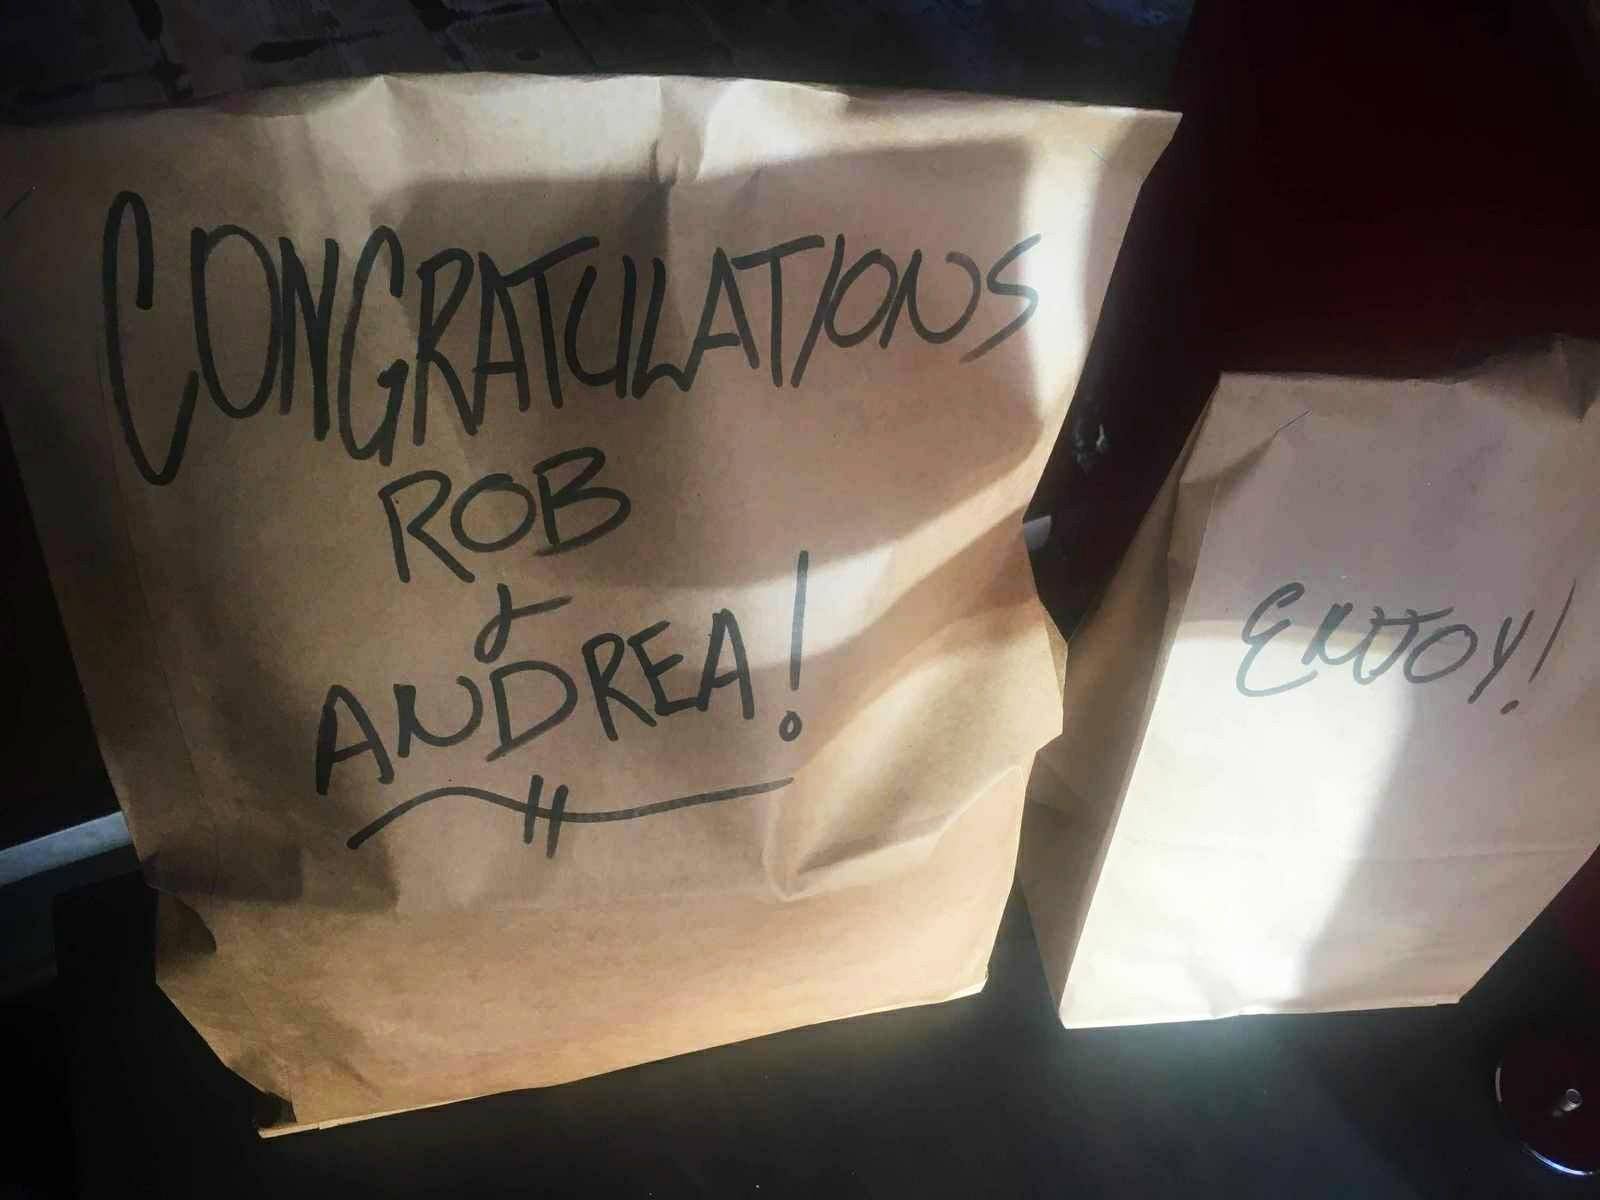 CONGRATULATIONS
ROB
&
ANDREA!
ENJOY!